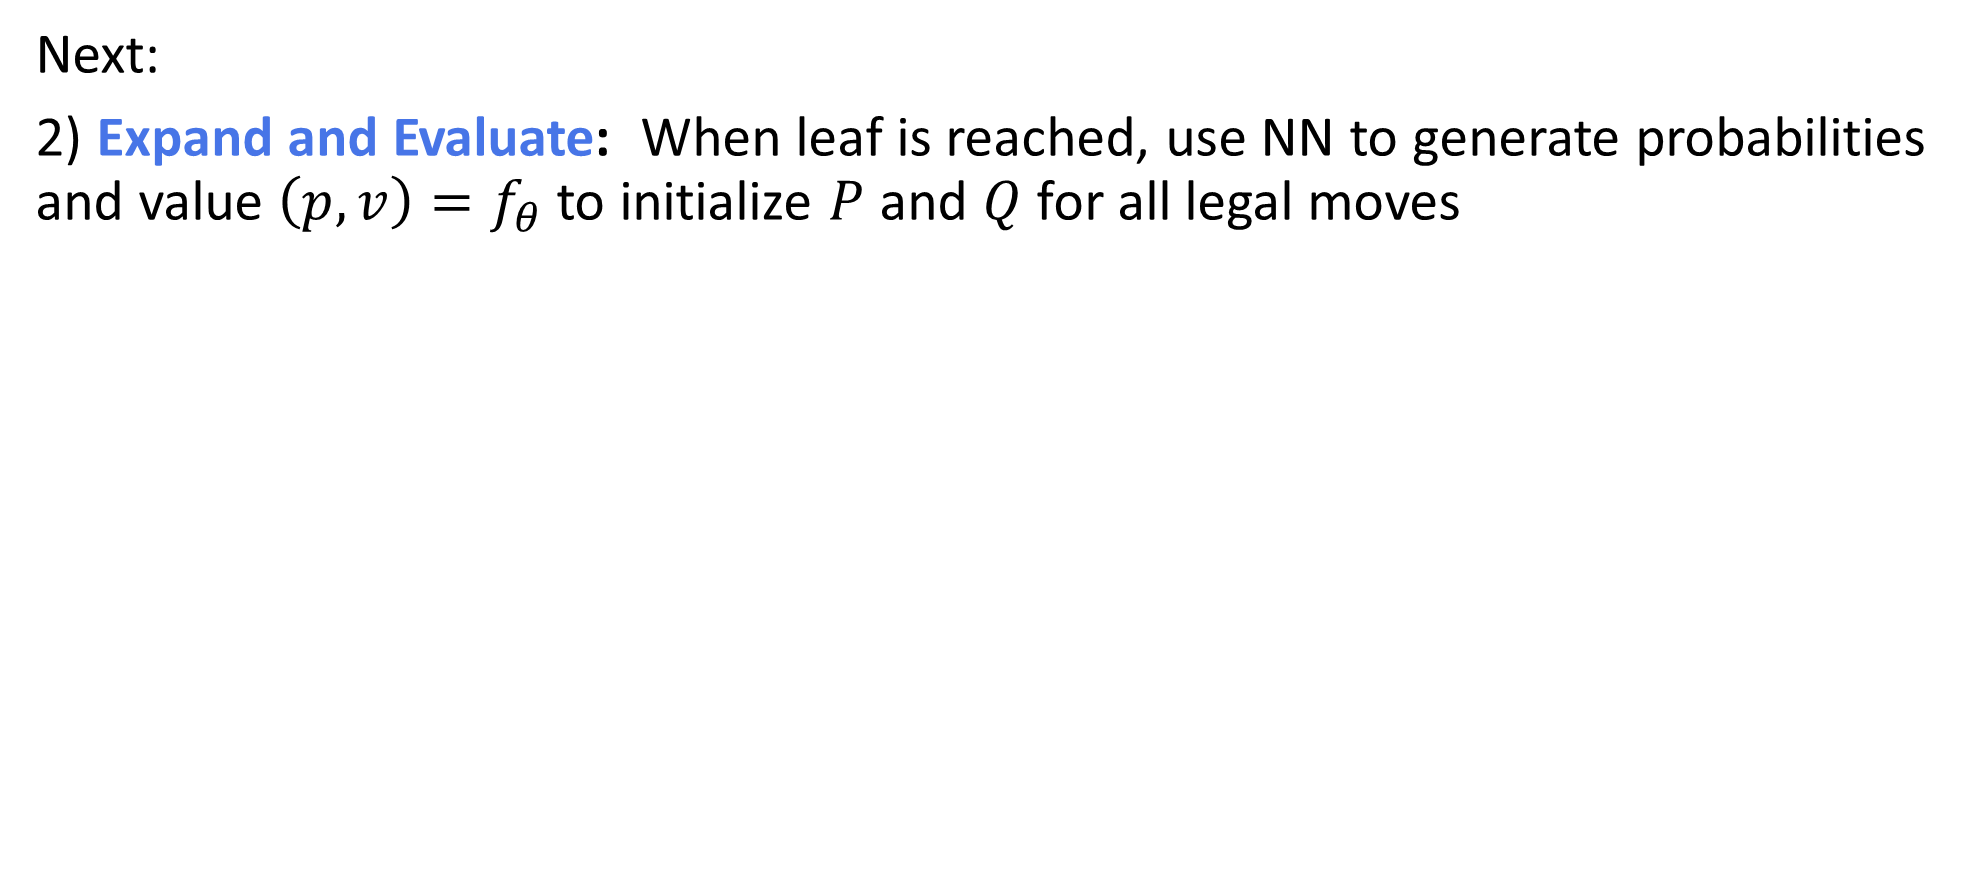 Next:
2) Expand and Evaluate: When leaf is reached, use NN to generate probabilities
and value (p, v) = f_θ to initialize P and Q for all legal moves